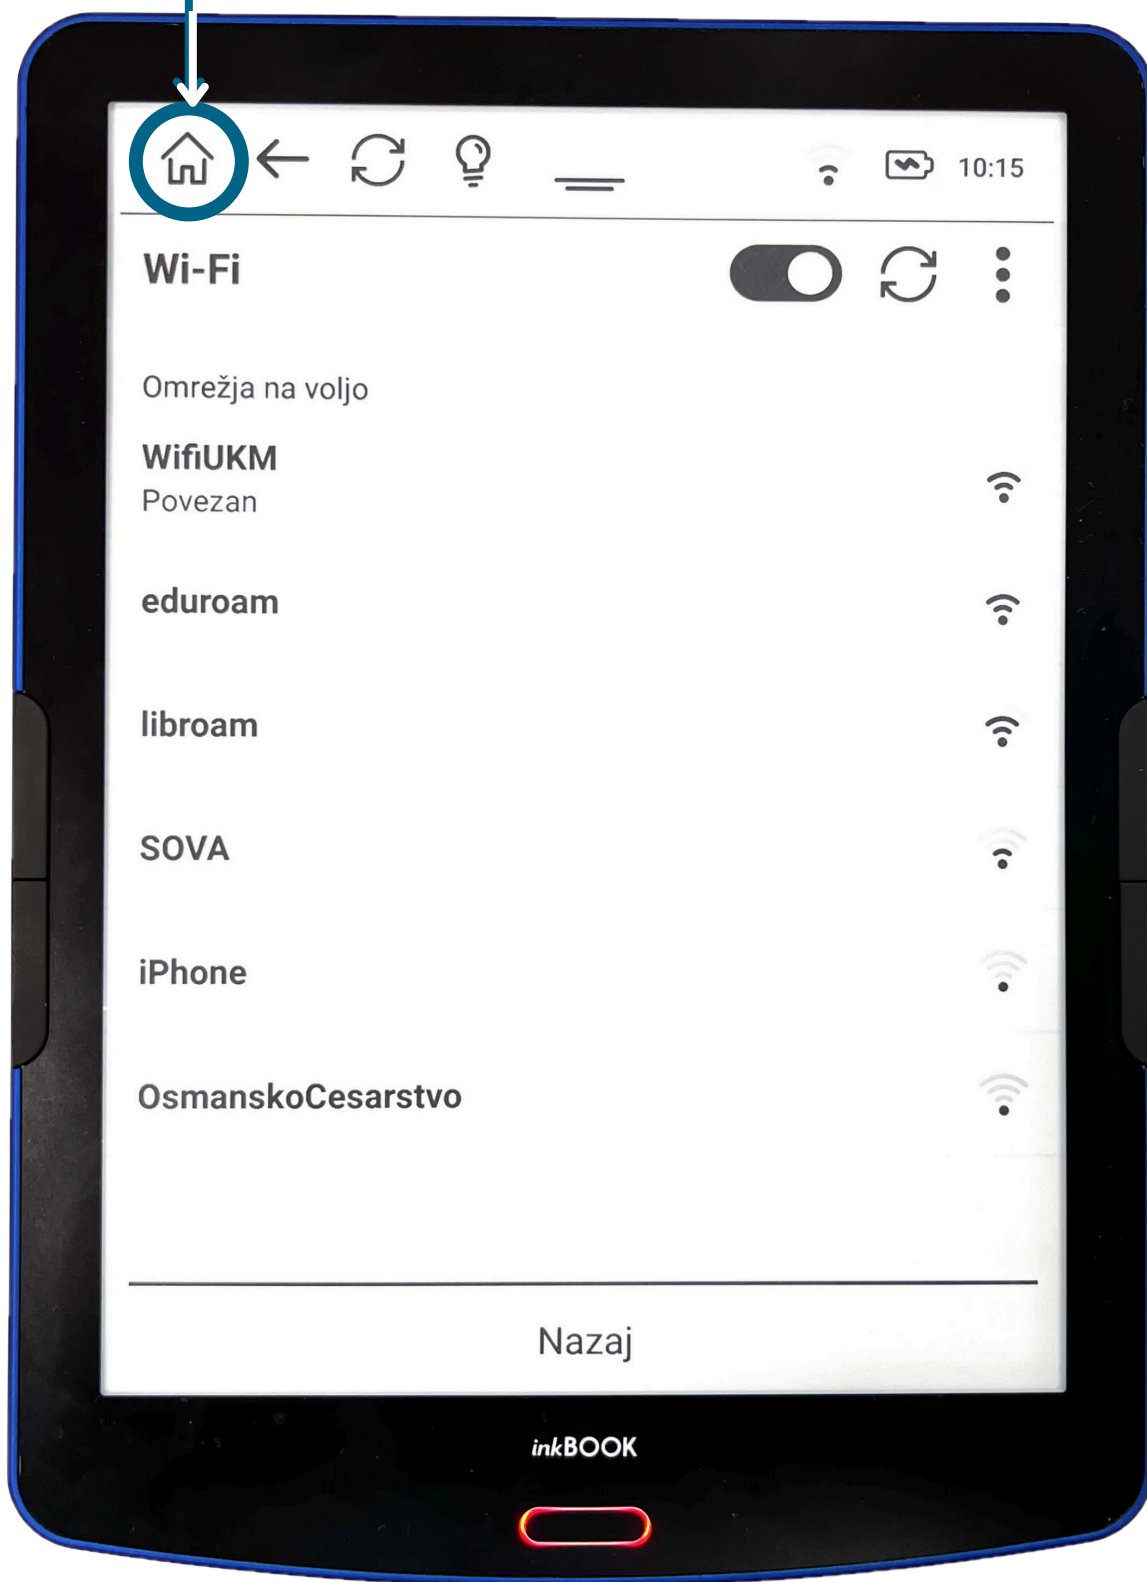 10:15
Wi-Fi
Omrežja na voljo
WifiUKM
Povezan
eduroam
libroam
SOVA
iPhone
OsmanskoCesarstvo
Nazaj
inkBOOK